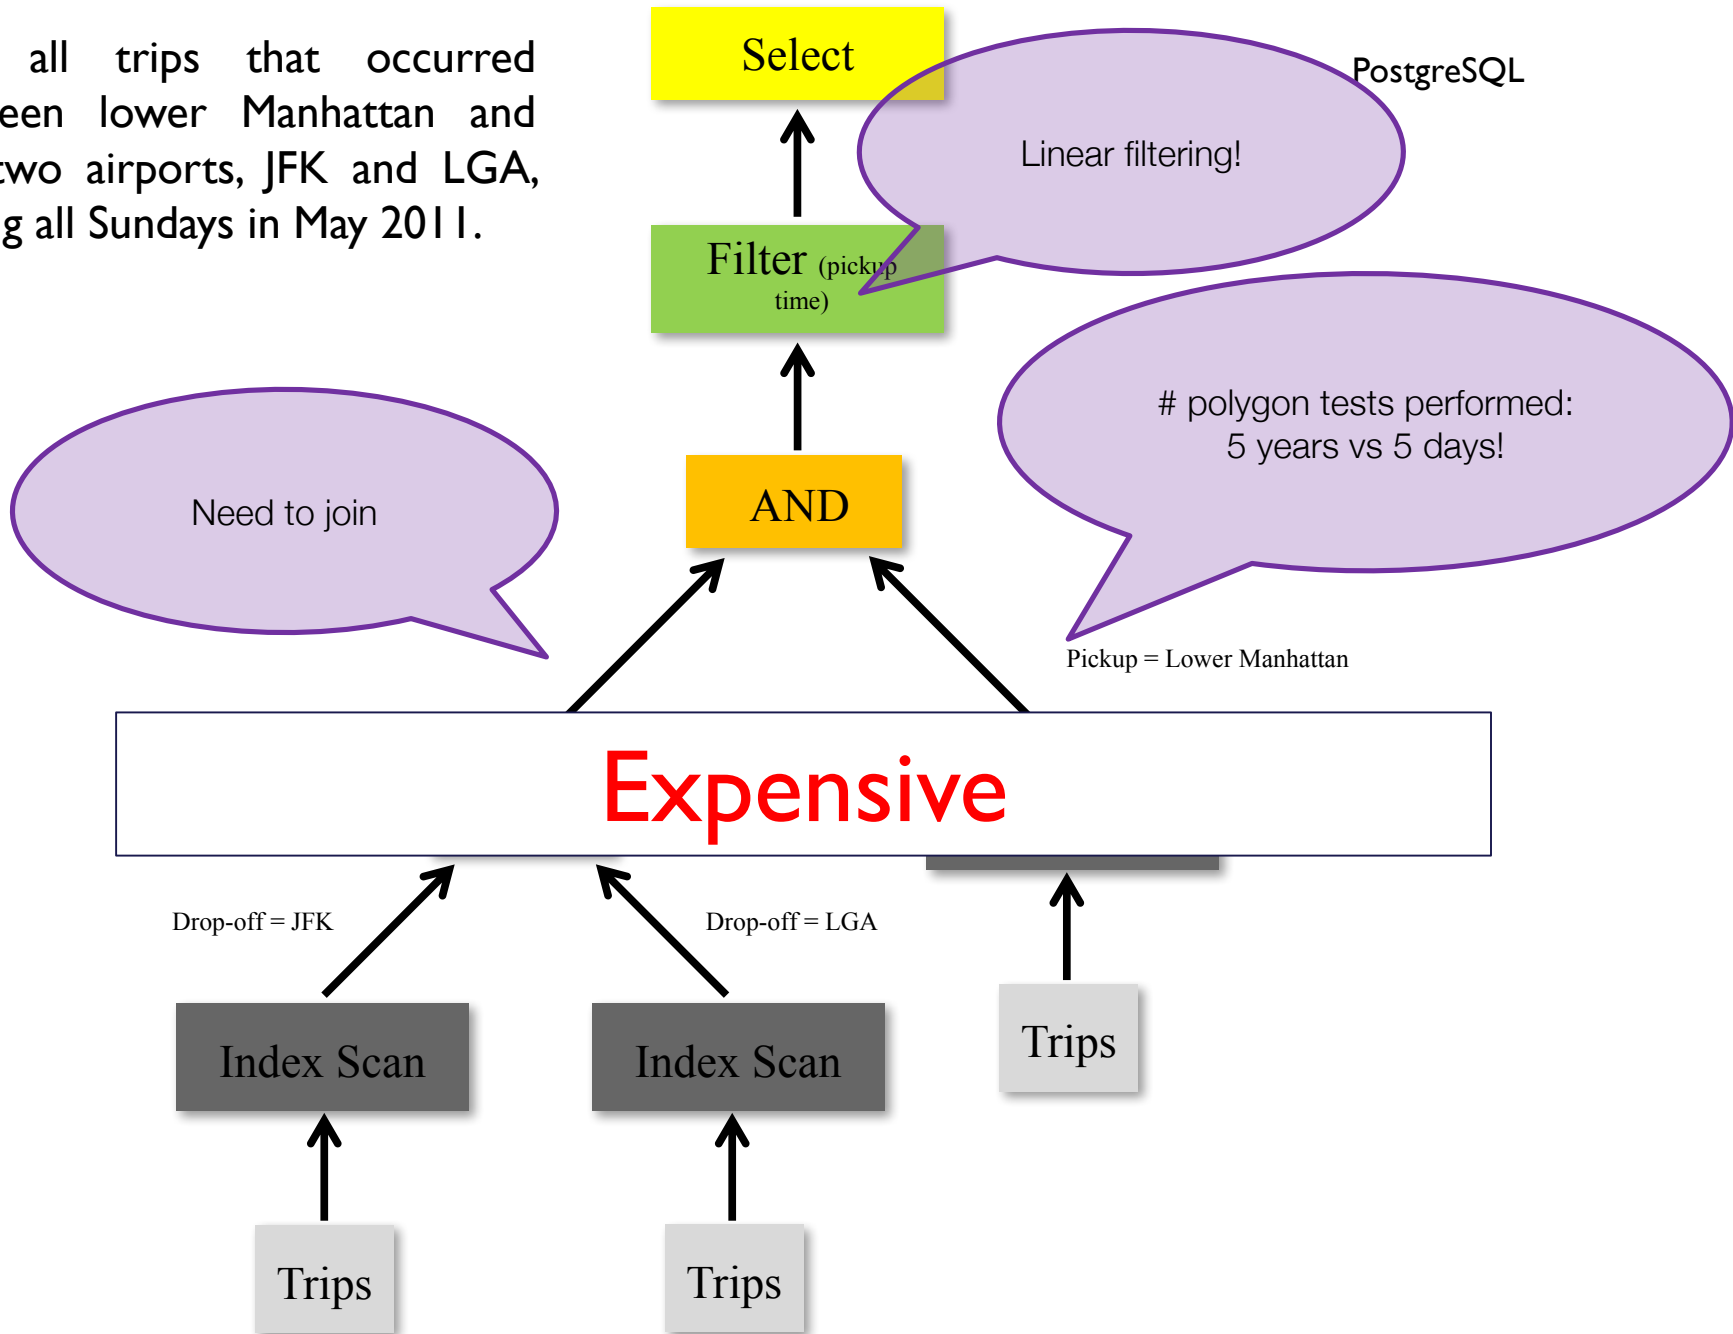 all trips that occurred
een lower Manhattan and
two airports, JFK and LGA,
g all Sundays in May 2011.
Select
PostgreSQL
Linear filtering!
Filter (pickup
time)
# polygon tests performed:
5 years vs 5 days!
Need to join
AND
Pickup = Lower Manhattan
Expensive
Drop-off = JFK
Drop-off = LGA
Index Scan
Index Scan
Trips
Trips
Trips